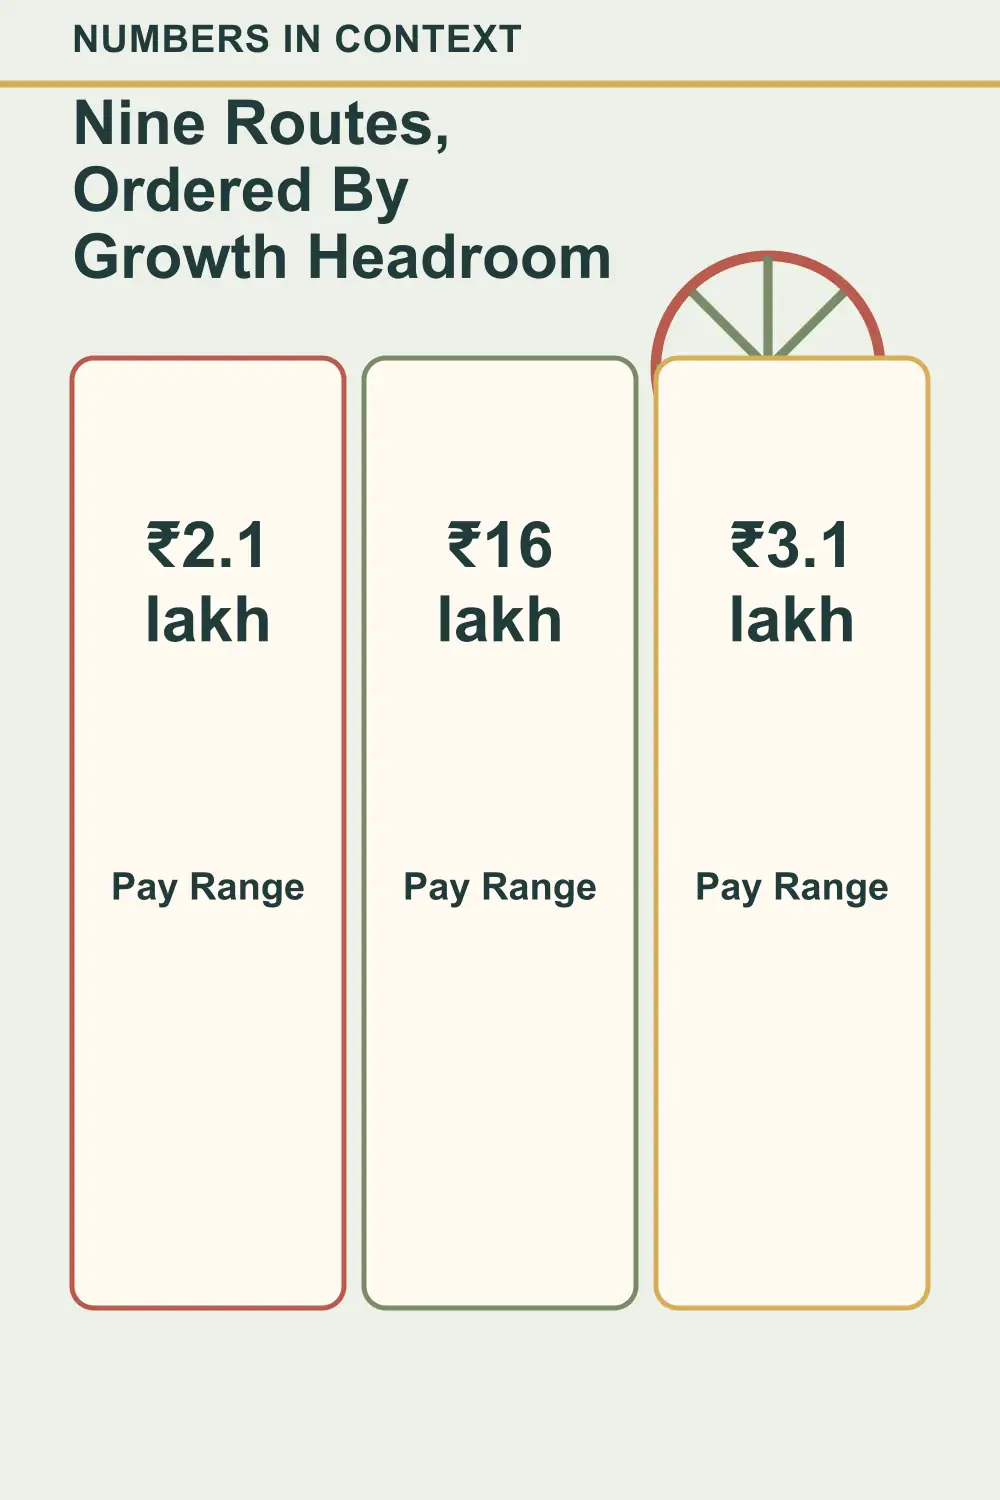 NUMBERS IN CONTEXT
Nine Routes,
Ordered By
Growth Headroom
₹2.1
lakh
Pay Range
₹16
lakh
Pay Range
₹3.1
lakh
Pay Range